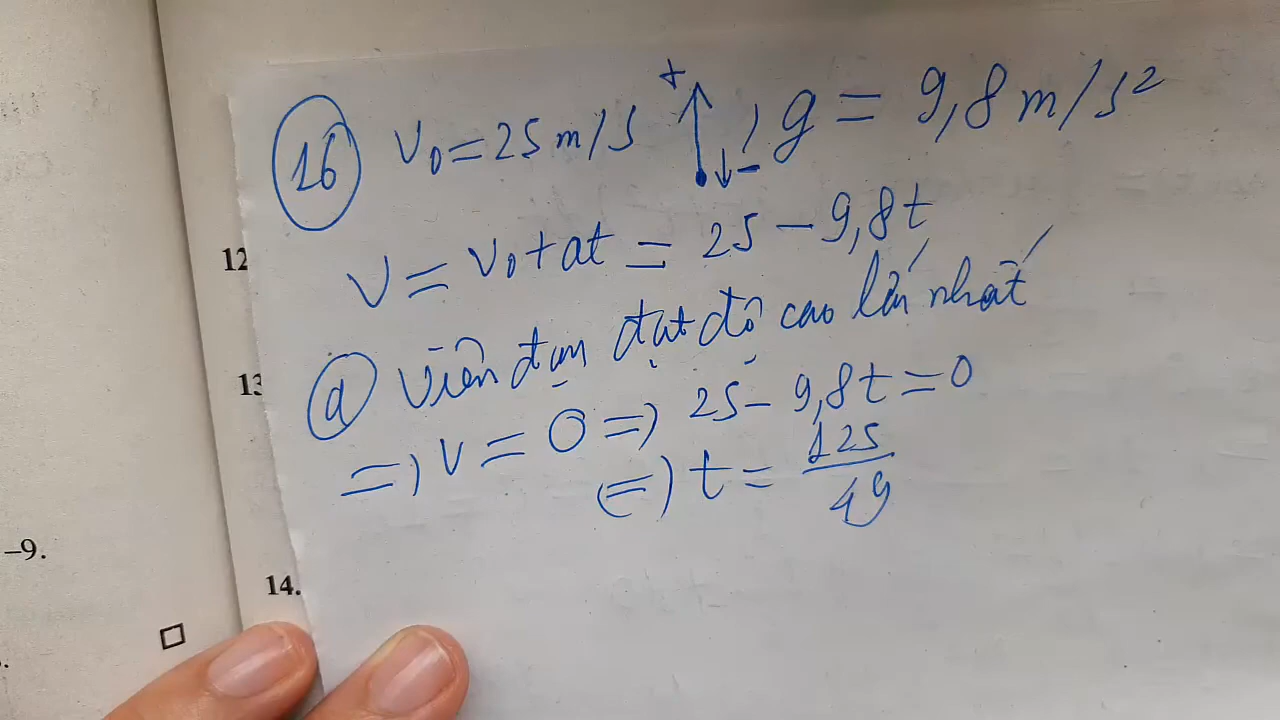 16 v₀ = 25 m/s + - ; g = 9,8 m/s²
v = v₀ + at = 25 - 9,8t
a Viên đạn đạt độ cao lớn nhất
=> v = 0 => 25 - 9,8t = 0
<=> t = 125/49
12
13
14.
-9.